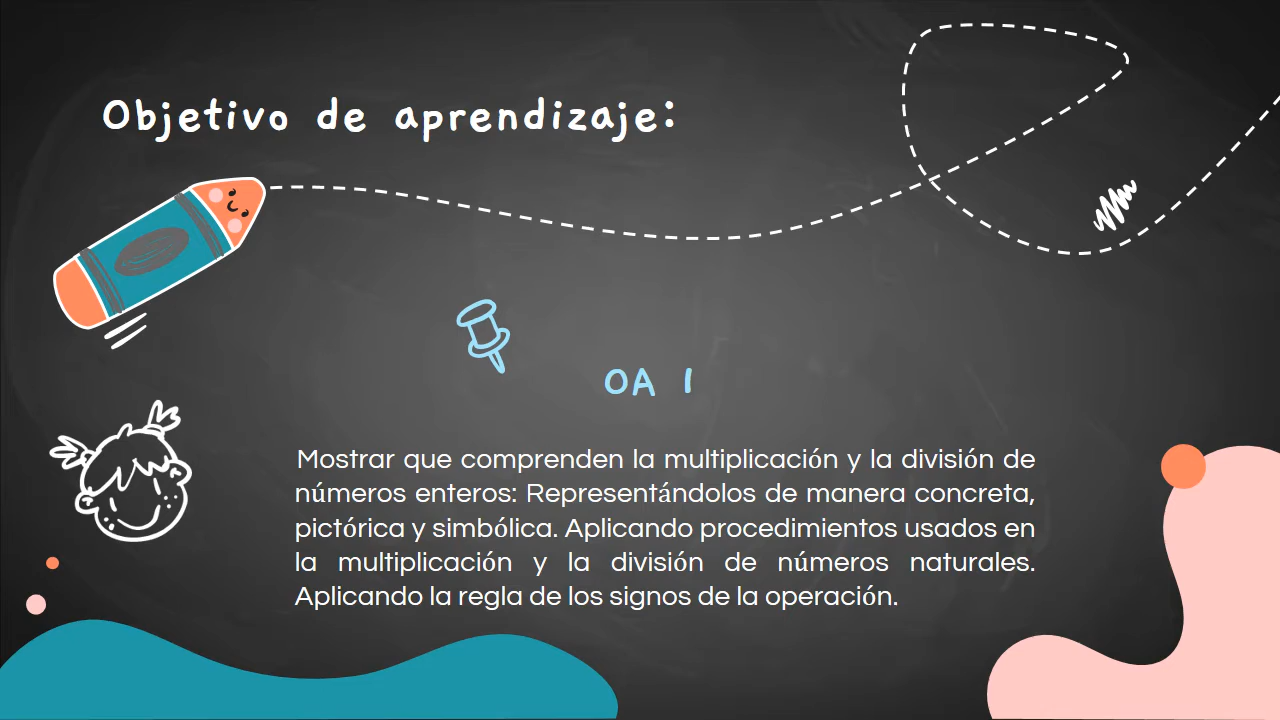 Objetivo de aprendizaje:
OA 1
Mostrar que comprenden la multiplicación y la división de
números enteros: Representándolos de manera concreta,
pictórica y simbólica. Aplicando procedimientos usados en
la multiplicación y la división de números naturales.
Aplicando la regla de los signos de la operación.